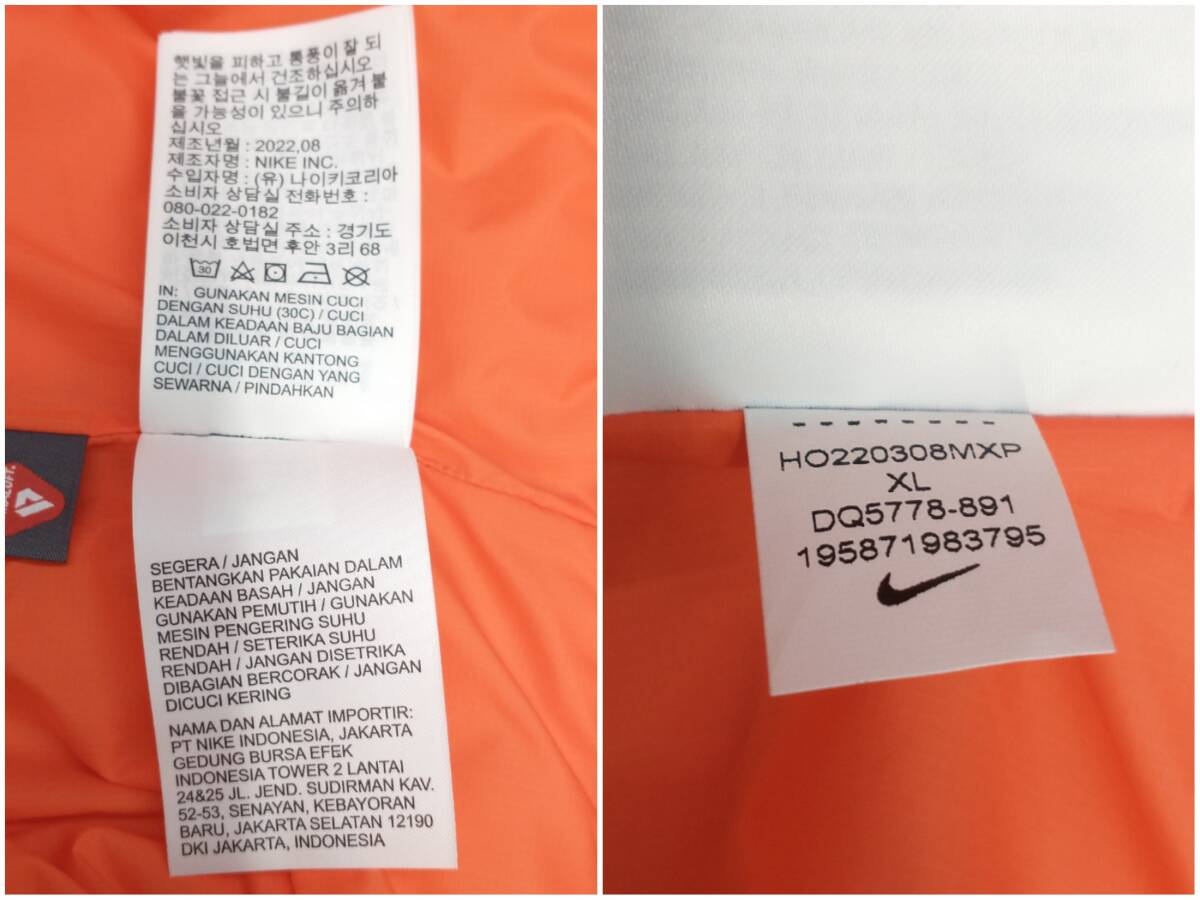 햇빛을 피하고 통풍이 잘 되
는 그늘에서 건조하십시오
불꽃 접근 시 불길이 옮겨 붙
을 가능성이 있으니 주의하
십시오
제조년월 : 2022,08
제조자명 : NIKE INC.
수입자명 : (유) 나이키코리아
소비자 상담실 전화번호 :
080-022-0182
소비자 상담실 주소 : 경기도
이천시 호법면 후안 3리 68
30
IN: GUNAKAN MESIN CUCI
DENGAN SUHU (30C) / CUCI
DALAM KEADAAN BAJU BAGIAN
DALAM DILUAR / CUCI
MENGGUNAKAN KANTONG
CUCI / CUCI DENGAN YANG
SEWARNA / PINDAHKAN
SEGERA / JANGAN
BENTANGKAN PAKAIAN DALAM
KEADAAN BASAH / JANGAN
GUNAKAN PEMUTIH / GUNAKAN
MESIN PENGERING SUHU
RENDAH / SETERIKA SUHU
RENDAH / JANGAN DISETRIKA
DIBAGIAN BERCORAK / JANGAN
DICUCI KERING
NAMA DAN ALAMAT IMPORTIR:
PT NIKE INDONESIA, JAKARTA
GEDUNG BURSA EFEK
INDONESIA TOWER 2 LANTAI
24&25 JL. JEND. SUDIRMAN KAV.
52-53, SENAYAN, KEBAYORAN
BARU, JAKARTA SELATAN 12190
DKI JAKARTA, INDONESIA
HO220308MXP
XL
DQ5778-891
195871983795